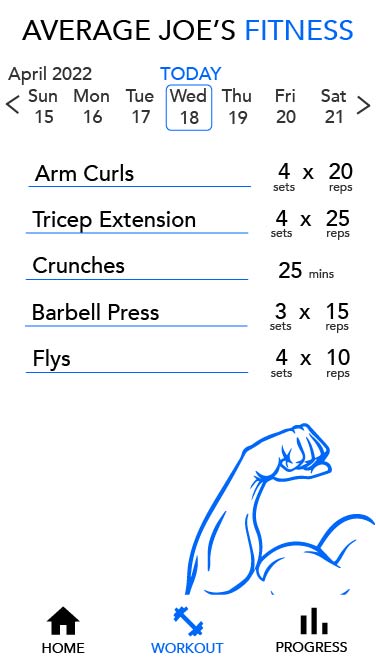 AVERAGE JOE'S FITNESS
April 2022 TODAY
Sun Mon Tue Wed Thu Fri Sat
15 16 17 18 19 20 21
Arm Curls 4 x 20
sets reps
Tricep Extension 4 x 25
sets reps
Crunches 25 mins
Barbell Press 3 x 15
sets reps
Flys 4 x 10
sets reps
HOME WORKOUT PROGRESS